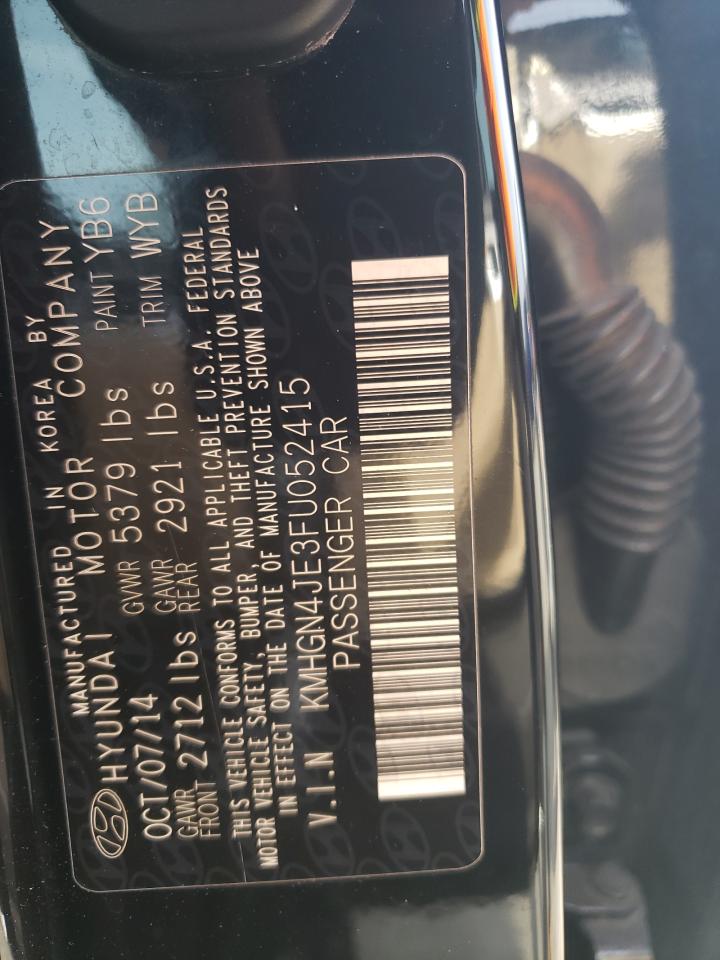 MANUFACTURED IN KOREA BY
HYUNDAI MOTOR COMPANY
OCT/07/14 GVWR 5379 lbs PAINT YB6
GAWR FRONT 2712 lbs GAWR REAR 2921 lbs TRIM WYB
THIS VEHICLE CONFORMS TO ALL APPLICABLE U.S.A. FEDERAL
MOTOR VEHICLE SAFETY, BUMPER, AND THEFT PREVENTION STANDARDS
IN EFFECT ON THE DATE OF MANUFACTURE SHOWN ABOVE
V.I.N KMHGN4JE3FU052415
PASSENGER CAR